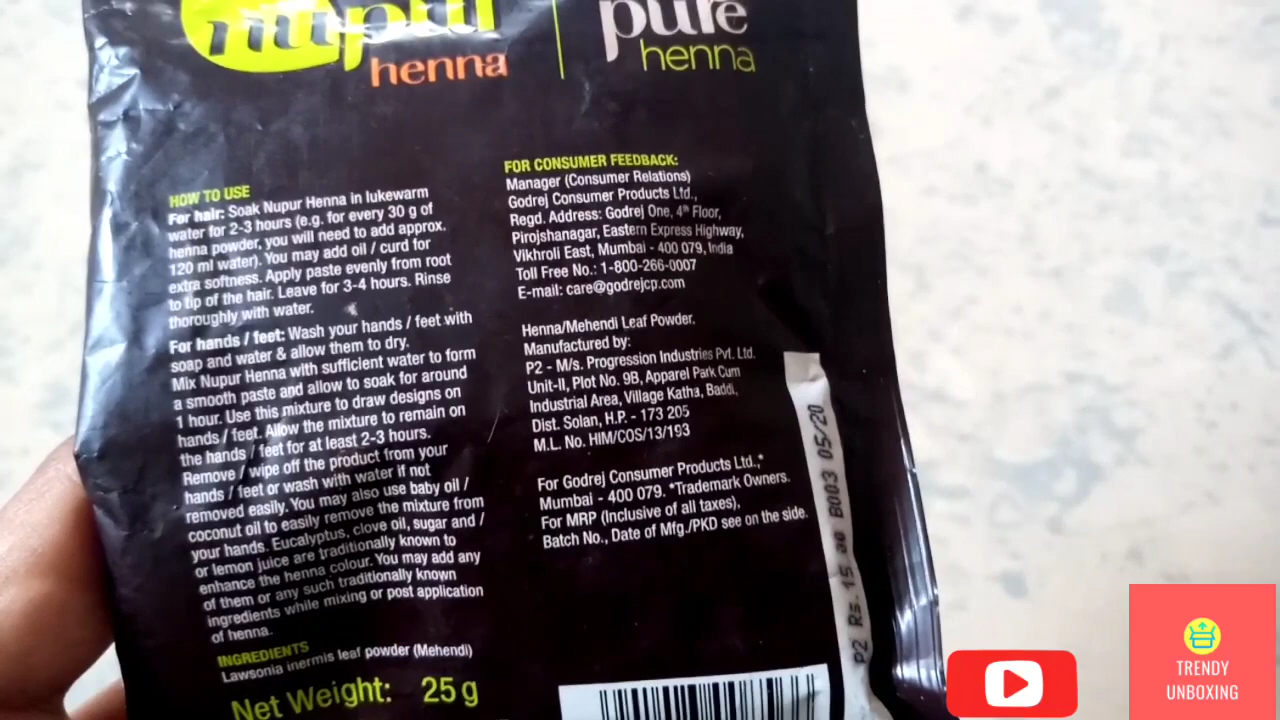 nupur
henna
pure
henna
HOW TO USE
For hair: Soak Nupur Henna in lukewarm
water for 2-3 hours (e.g. for every 30 g of
henna powder, you will need to add approx.
120 ml water). You may add oil / curd for
extra softness. Apply paste evenly from root
to tip of the hair. Leave for 3-4 hours. Rinse
thoroughly with water.
For hands / feet: Wash your hands / feet with
soap and water & allow them to dry.
Mix Nupur Henna with sufficient water to form
a smooth paste and allow to soak for around
1 hour. Use this mixture to draw designs on
hands / feet. Allow the mixture to remain on
the hands / feet for at least 2-3 hours.
Remove / wipe off the product from your
hands / feet or wash with water if not
removed easily. You may also use baby oil /
coconut oil to easily remove the mixture from
your hands. Eucalyptus, clove oil, sugar and /
or lemon juice are traditionally known to
enhance the henna colour. You may add any
of them or any such traditionally known
ingredients while mixing or post application
of henna.
INGREDIENTS
Lawsonia inermis leaf powder (Mehendi)
Net Weight: 25 g
FOR CONSUMER FEEDBACK:
Manager (Consumer Relations)
Godrej Consumer Products Ltd.,
Regd. Address: Godrej One, 4th Floor,
Pirojshanagar, Eastern Express Highway,
Vikhroli East, Mumbai - 400 079, India
Toll Free No.: 1-800-266-0007
E-mail: care@godrejcp.com
Henna/Mehendi Leaf Powder.
Manufactured by:
P2 - M/s. Progression Industries Pvt. Ltd.
Unit-II, Plot No. 9B, Apparel Park Cum
Industrial Area, Village Katha, Baddi,
Dist. Solan, H.P. - 173 205
M.L. No. HIM/COS/13/193
For Godrej Consumer Products Ltd.,*
Mumbai - 400 079. *Trademark Owners.
For MRP (Inclusive of all taxes),
Batch No., Date of Mfg./PKD see on the side.
P2 Rs.15.00 B003 05/20
TRENDY
UNBOXING